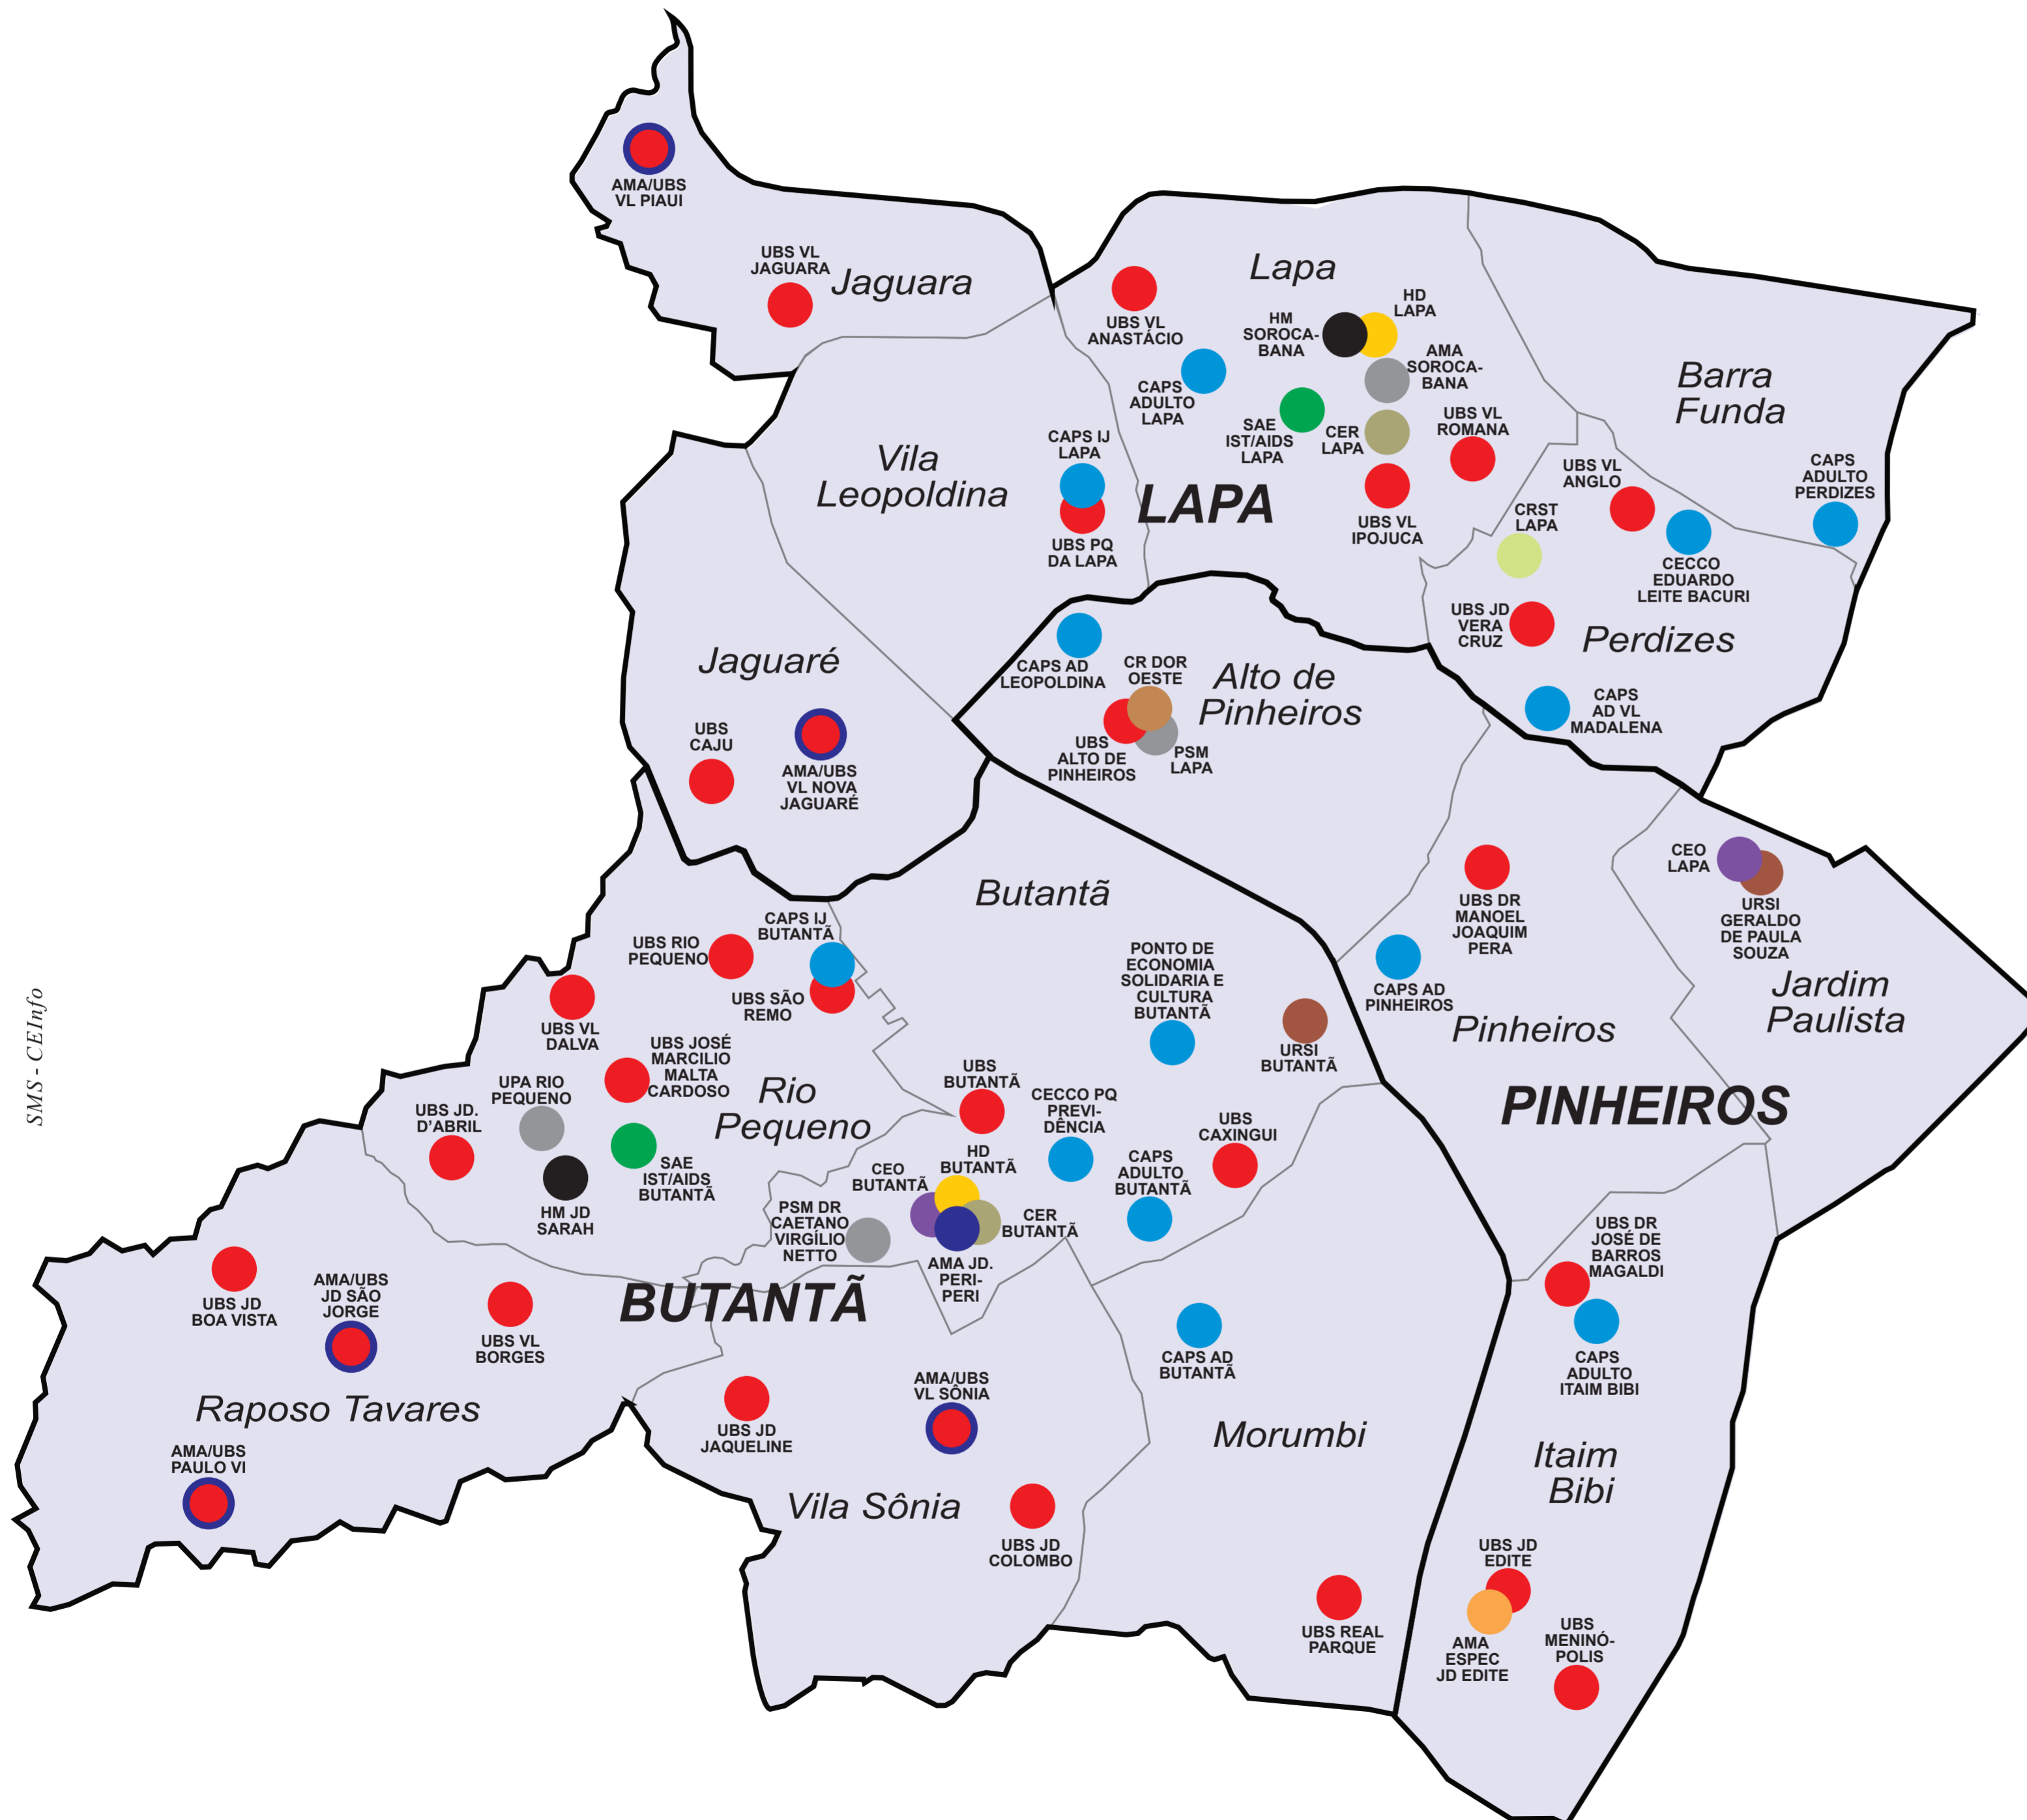 AMA/UBS
VL PIAUI
UBS VL
JAGUARA
Jaguara
Lapa
UBS VL
ANASTÁCIO
HM
SOROCA-
BANA
HD
LAPA
AMA
SOROCA-
BANA
CAPS
ADULTO
LAPA
SAE
IST/AIDS
LAPA
CER
LAPA
UBS VL
ROMANA
UBS VL
IPOJUCA
Barra
Funda
Vila
Leopoldina
CAPS IJ
LAPA
UBS PQ
DA LAPA
LAPA
UBS VL
ANGLO
CRST
LAPA
CECCO
EDUARDO
LEITE BACURI
CAPS
ADULTO
PERDIZES
UBS JD
VERA
CRUZ
Perdizes
CAPS
AD VL
MADALENA
Jaguaré
UBS
CAJU
AMA/UBS
VL NOVA
JAGUARÉ
CAPS AD
LEOPOLDINA
CR DOR
OESTE
Alto de
Pinheiros
UBS
ALTO DE
PINHEIROS
PSM
LAPA
UBS DR
MANOEL
JOAQUIM
PERA
CAPS AD
PINHEIROS
Pinheiros
CEO
LAPA
URSI
GERALDO
DE PAULA
SOUZA
Jardim
Paulista
PINHEIROS
Butantã
UBS RIO
PEQUENO
CAPS IJ
BUTANTÃ
UBS SÃO
REMO
UBS VL
DALVA
UBS JOSÉ
MARCILIO
MALTA
CARDOSO
Rio
Pequeno
UPA RIO
PEQUENO
UBS JD.
D'ABRIL
HM JD
SARAH
SAE
IST/AIDS
BUTANTÃ
PONTO DE
ECONOMIA
SOLIDARIA E
CULTURA
BUTANTÃ
URSI
BUTANTÃ
UBS
BUTANTÃ
CECCO PQ
PREVI-
DÊNCIA
UBS
CAXINGUI
CAPS
ADULTO
BUTANTÃ
HD
BUTANTÃ
CEO
BUTANTÃ
CER
BUTANTÃ
PSM DR
CAETANO
VIRGÍLIO
NETTO
AMA JD.
PERI-
PERI
BUTANTÃ
UBS JD
BOA VISTA
AMA/UBS
JD SÃO
JORGE
UBS VL
BORGES
Raposo Tavares
AMA/UBS
PAULO VI
UBS JD
JAQUELINE
AMA/UBS
VL SÔNIA
Vila Sônia
UBS JD
COLOMBO
CAPS AD
BUTANTÃ
Morumbi
UBS REAL
PARQUE
UBS DR
JOSÉ DE
BARROS
MAGALDI
CAPS
ADULTO
ITAIM BIBI
Itaim
Bibi
UBS JD
EDITE
AMA
ESPEC
JD EDITE
UBS
MENINÓ-
POLIS
SMS - CEInfo